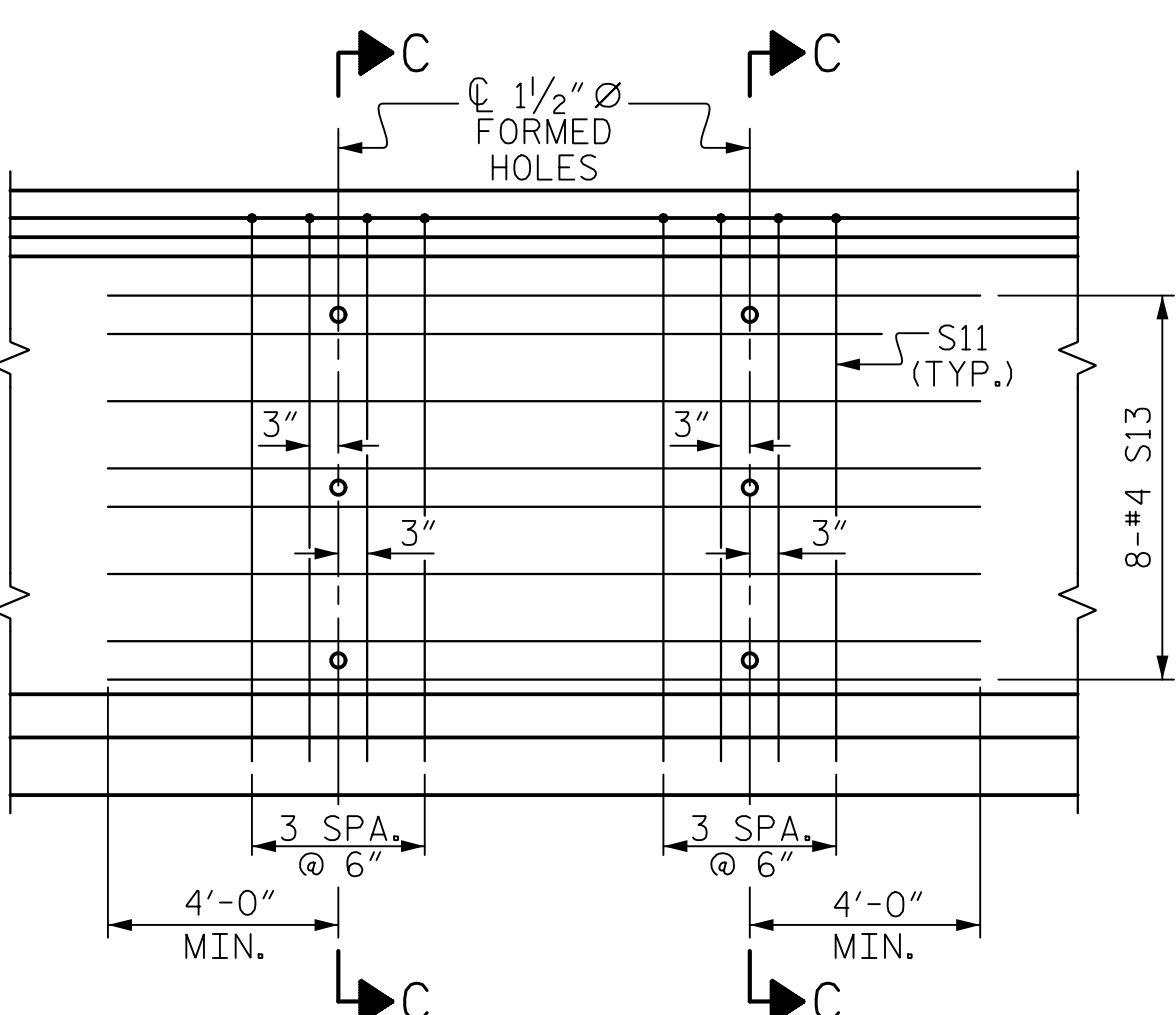 C C
℄ 1½" Ø
FORMED
HOLES
S11
(TYP.)
3" 3"
3" 3"
8-#4 S13
3 SPA. 3 SPA.
@ 6" @ 6"
4'-0" 4'-0"
MIN. MIN.
C C